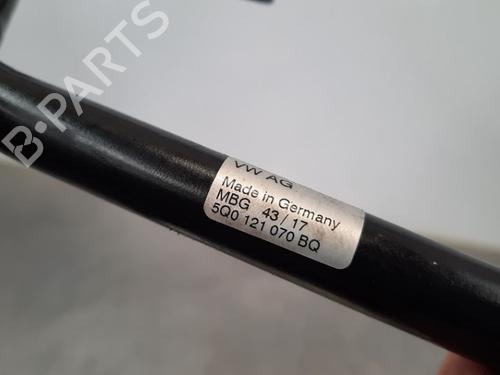 B-PARTS
VW AG
Made in Germany
MBG 43/17
5Q0 121 070 BQ